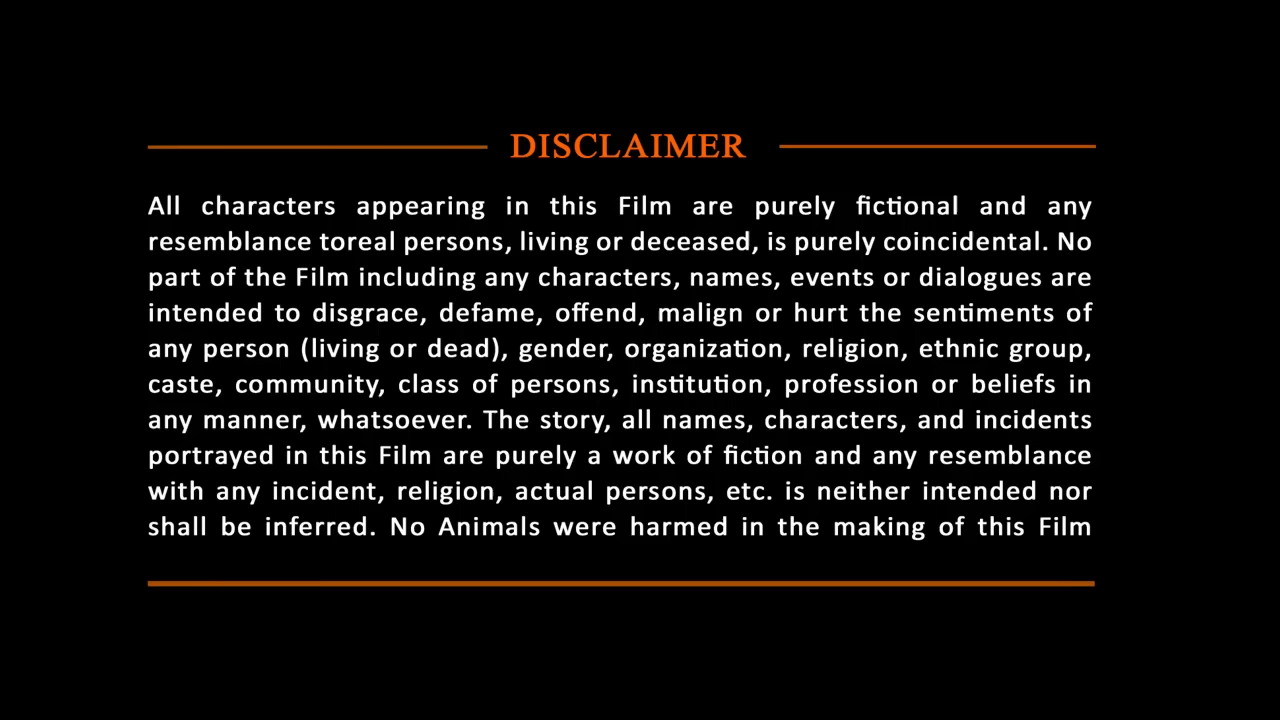 DISCLAIMER
All characters appearing in this Film are purely fictional and any
resemblance toreal persons, living or deceased, is purely coincidental. No
part of the Film including any characters, names, events or dialogues are
intended to disgrace, defame, offend, malign or hurt the sentiments of
any person (living or dead), gender, organization, religion, ethnic group,
caste, community, class of persons, institution, profession or beliefs in
any manner, whatsoever. The story, all names, characters, and incidents
portrayed in this Film are purely a work of fiction and any resemblance
with any incident, religion, actual persons, etc. is neither intended nor
shall be inferred. No Animals were harmed in the making of this Film